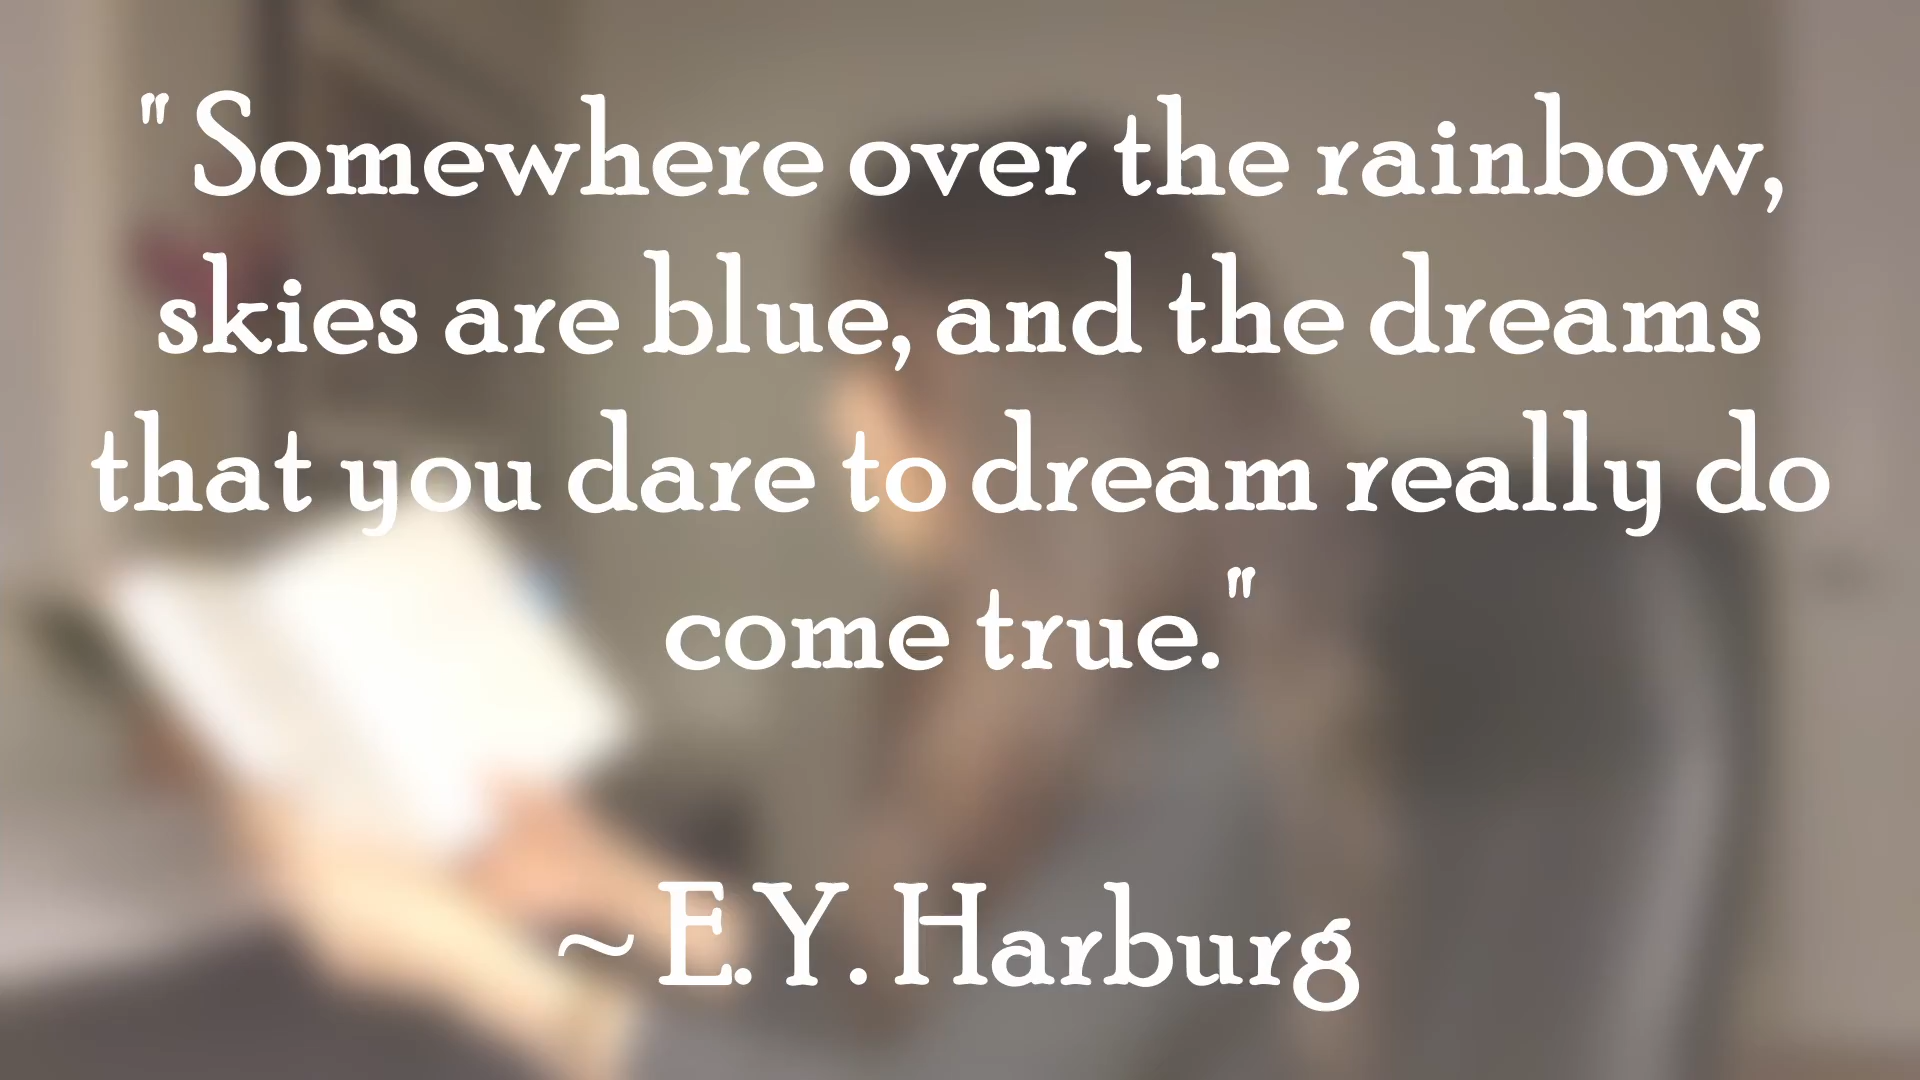 "Somewhere over the rainbow,
skies are blue, and the dreams
that you dare to dream really do
come true."
~E.Y. Harburg